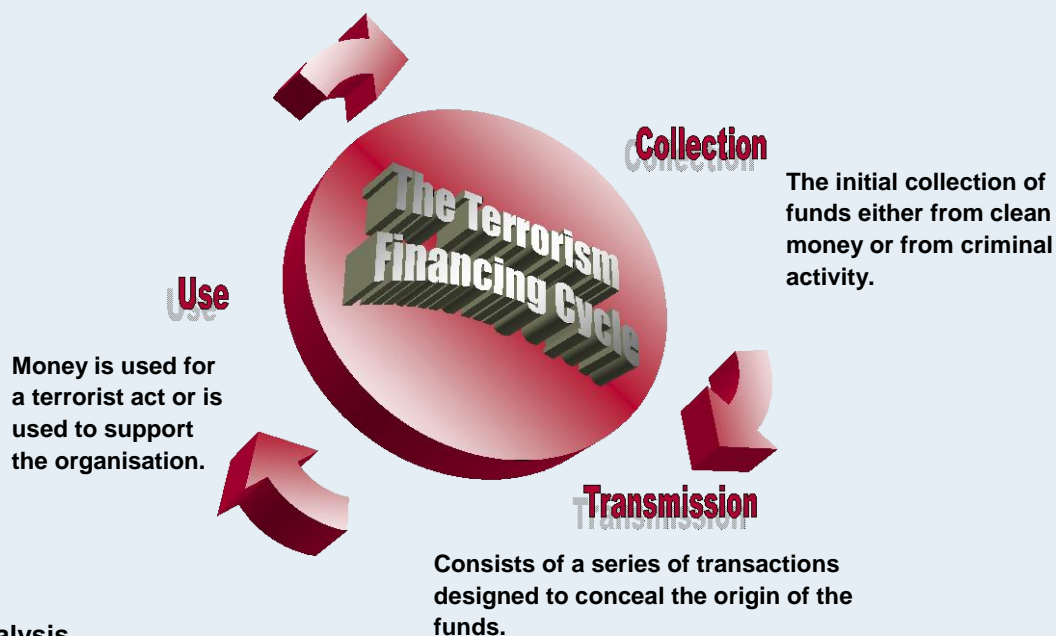 The Terrorism
Financing Cycle
Collection
The initial collection of
funds either from clean
money or from criminal
activity.
Transmission
Consists of a series of transactions
designed to conceal the origin of the
funds.
Use
Money is used for
a terrorist act or is
used to support
the organisation.
alysis